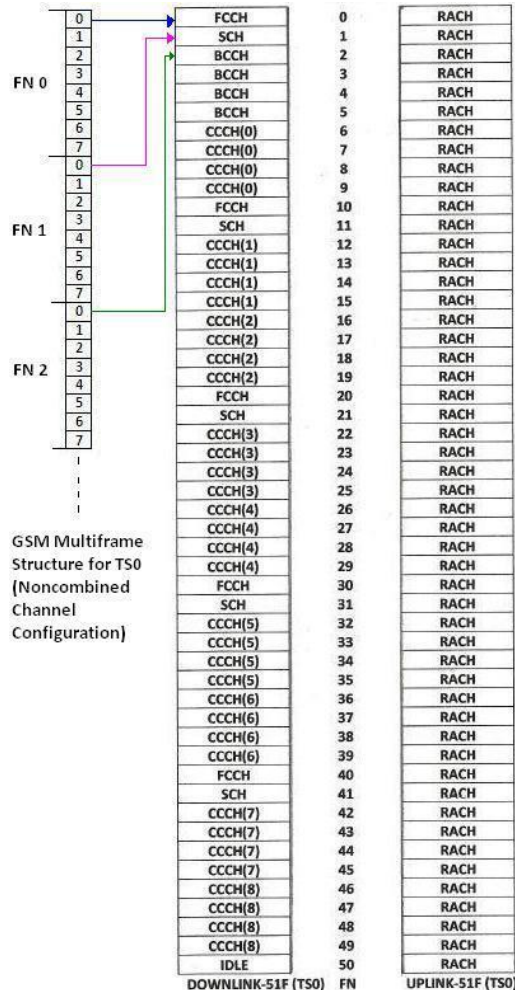 FN 0
0
1
2
3
4
5
6
7
FN 1
0
1
2
3
4
5
6
7
FN 2
0
1
2
3
4
5
6
7
GSM Multiframe
Structure for TS0
(Noncombined
Channel
Configuration)
FCCH 0 RACH
SCH 1 RACH
BCCH 2 RACH
BCCH 3 RACH
BCCH 4 RACH
BCCH 5 RACH
CCCH(0) 6 RACH
CCCH(0) 7 RACH
CCCH(0) 8 RACH
CCCH(0) 9 RACH
FCCH 10 RACH
SCH 11 RACH
CCCH(1) 12 RACH
CCCH(1) 13 RACH
CCCH(1) 14 RACH
CCCH(1) 15 RACH
CCCH(2) 16 RACH
CCCH(2) 17 RACH
CCCH(2) 18 RACH
CCCH(2) 19 RACH
FCCH 20 RACH
SCH 21 RACH
CCCH(3) 22 RACH
CCCH(3) 23 RACH
CCCH(3) 24 RACH
CCCH(3) 25 RACH
CCCH(4) 26 RACH
CCCH(4) 27 RACH
CCCH(4) 28 RACH
CCCH(4) 29 RACH
FCCH 30 RACH
SCH 31 RACH
CCCH(5) 32 RACH
CCCH(5) 33 RACH
CCCH(5) 34 RACH
CCCH(5) 35 RACH
CCCH(6) 36 RACH
CCCH(6) 37 RACH
CCCH(6) 38 RACH
CCCH(6) 39 RACH
FCCH 40 RACH
SCH 41 RACH
CCCH(7) 42 RACH
CCCH(7) 43 RACH
CCCH(7) 44 RACH
CCCH(7) 45 RACH
CCCH(8) 46 RACH
CCCH(8) 47 RACH
CCCH(8) 48 RACH
CCCH(8) 49 RACH
IDLE 50 RACH
DOWNLINK-51F (TS0) FN UPLINK-51F (TS0)